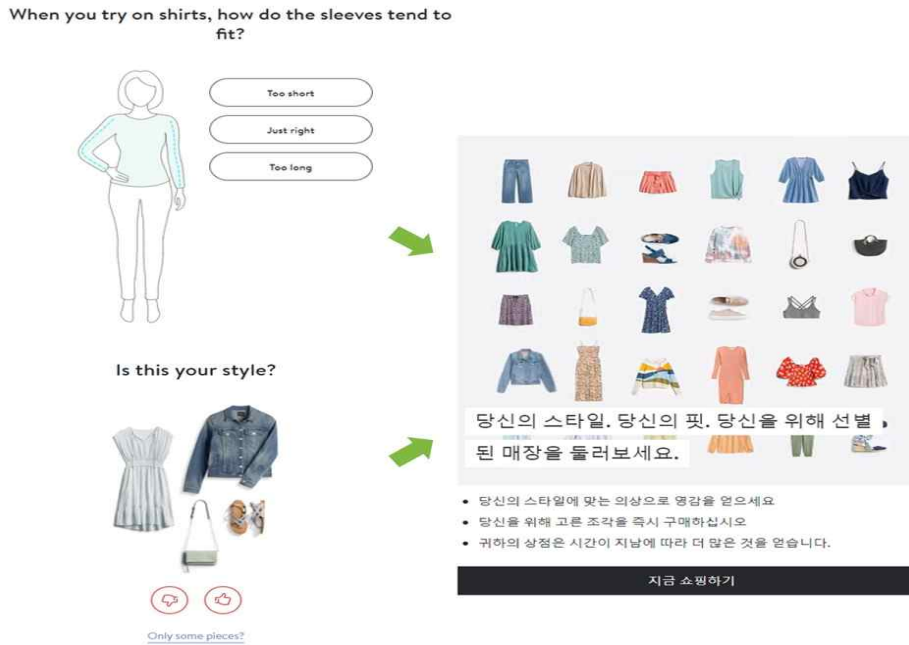 When you try on shirts, how do the sleeves tend to
fit?
Too short
Just right
Too long
Is this your style?
Only some pieces?
당신의 스타일. 당신의 핏. 당신을 위해 선별
된 매장을 둘러보세요.
• 당신의 스타일에 맞는 의상으로 영감을 얻으세요
• 당신을 위해 고른 조각을 즉시 구매하십시오
• 귀하의 상점은 시간이 지남에 따라 더 많은 것을 얻습니다.
지금 쇼핑하기